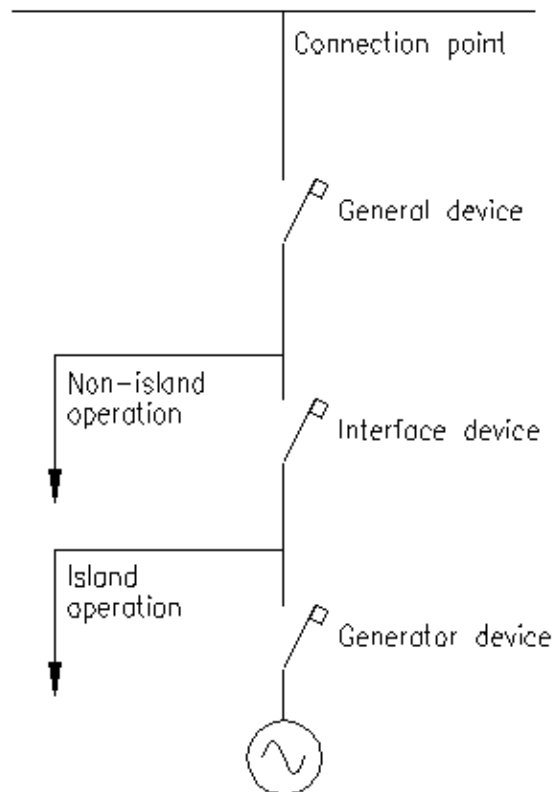 Connection point
General device
Non-island
operation
Interface device
Island
operation
Generator device